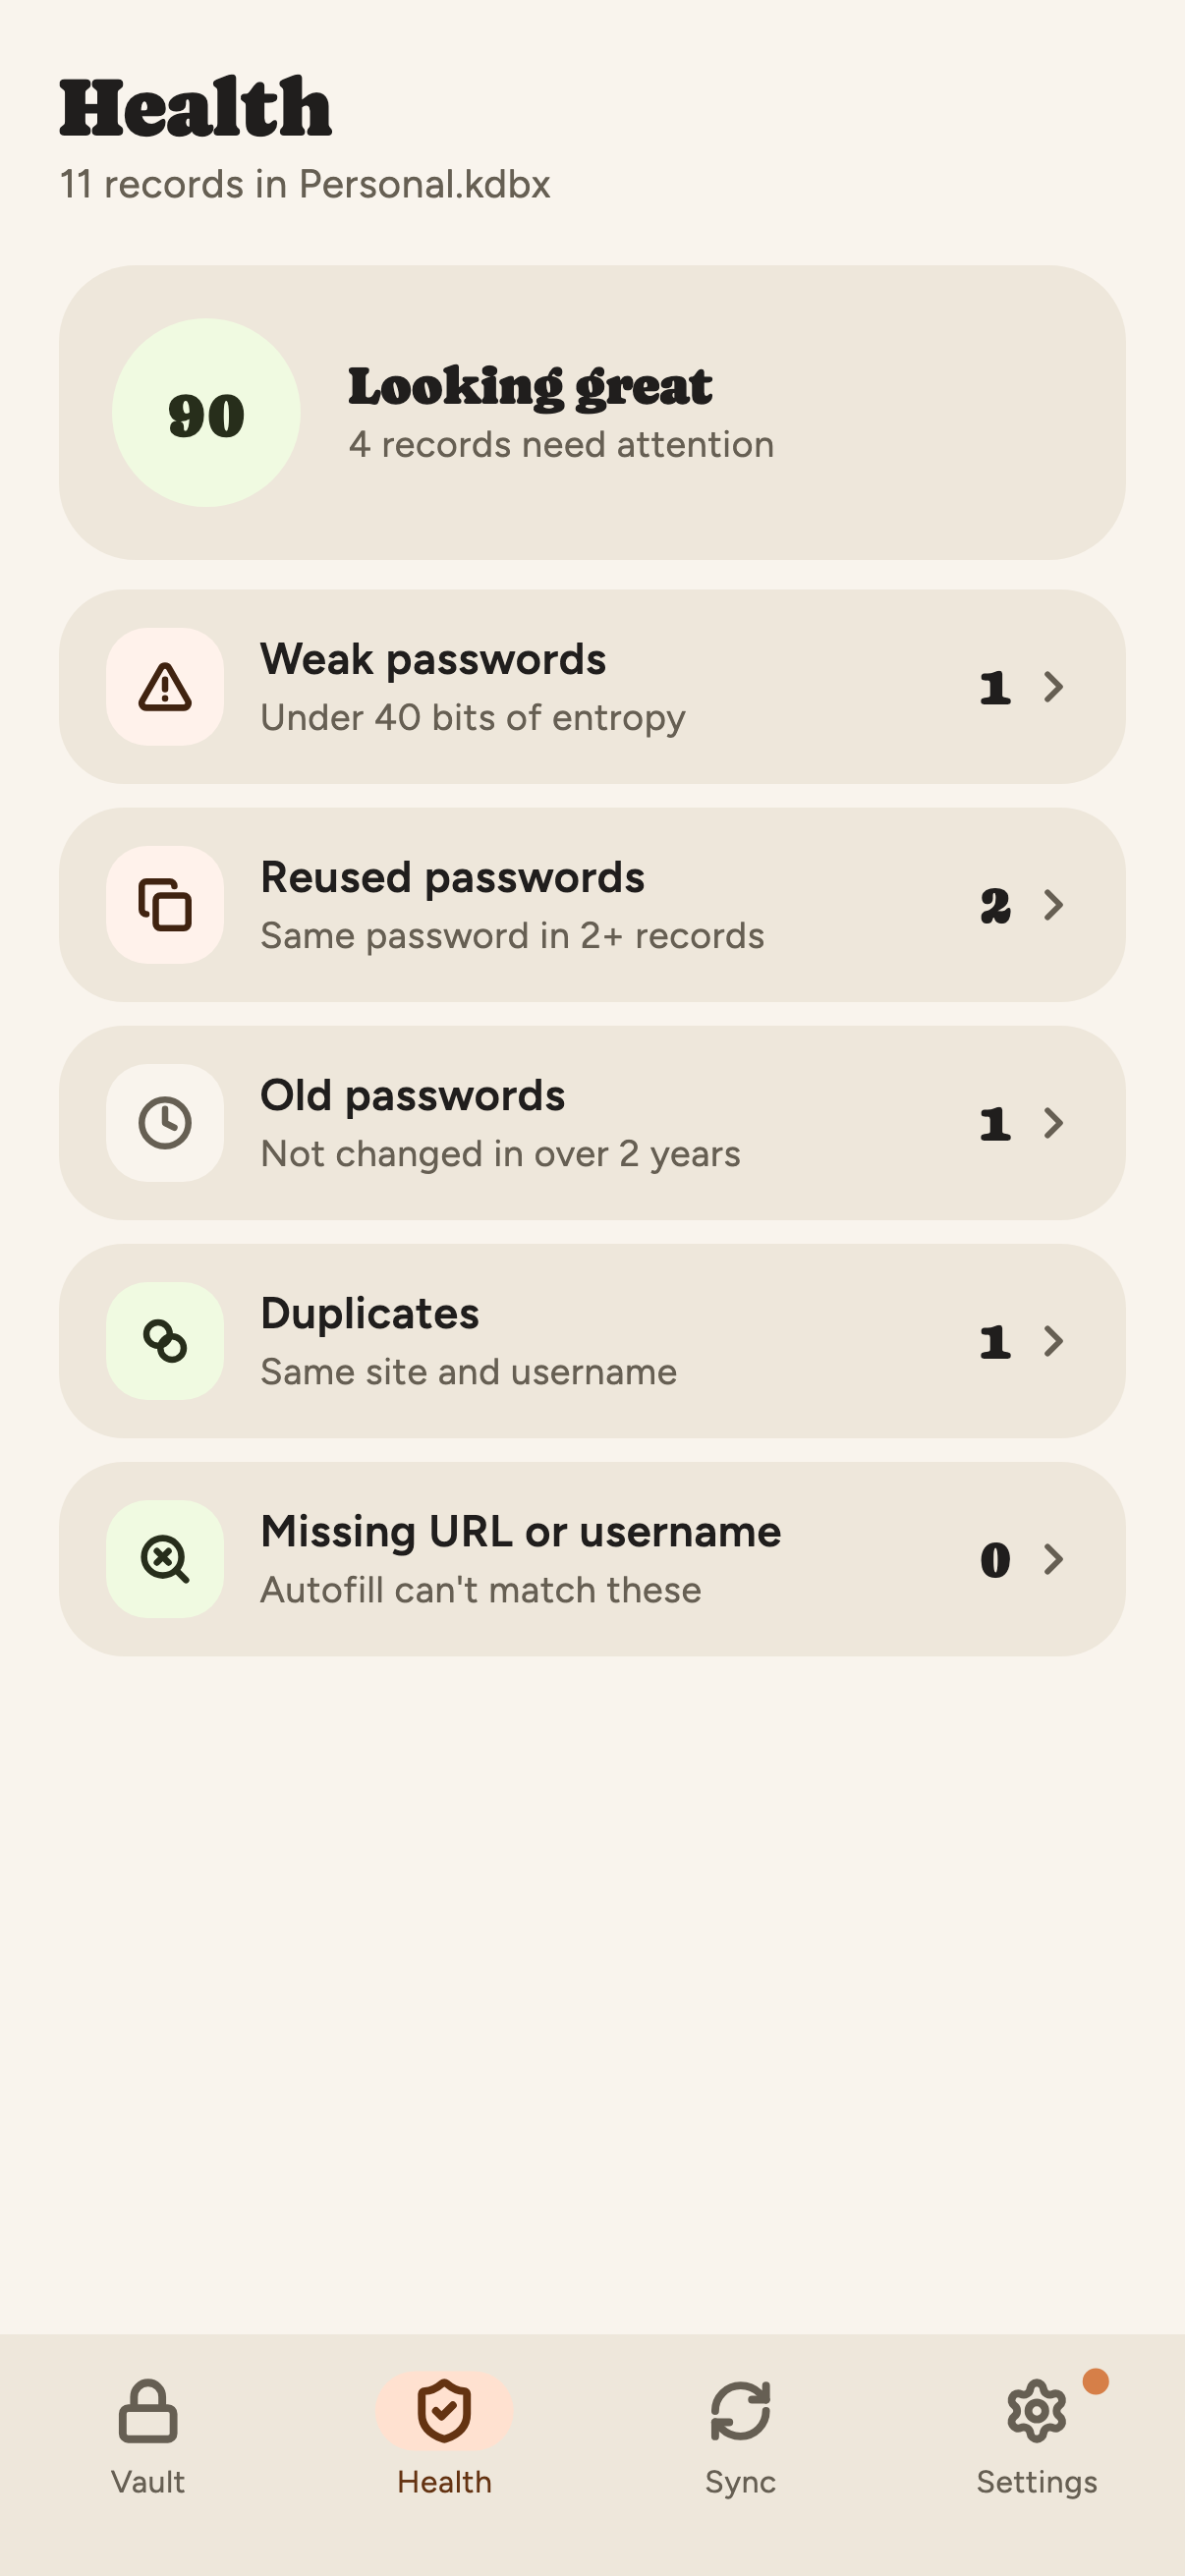 Health
11 records in Personal.kdbx
90
Looking great
4 records need attention
Weak passwords
Under 40 bits of entropy
1
Reused passwords
Same password in 2+ records
2
Old passwords
Not changed in over 2 years
1
Duplicates
Same site and username
1
Missing URL or username
Autofill can't match these
0
Vault
Health
Sync
Settings